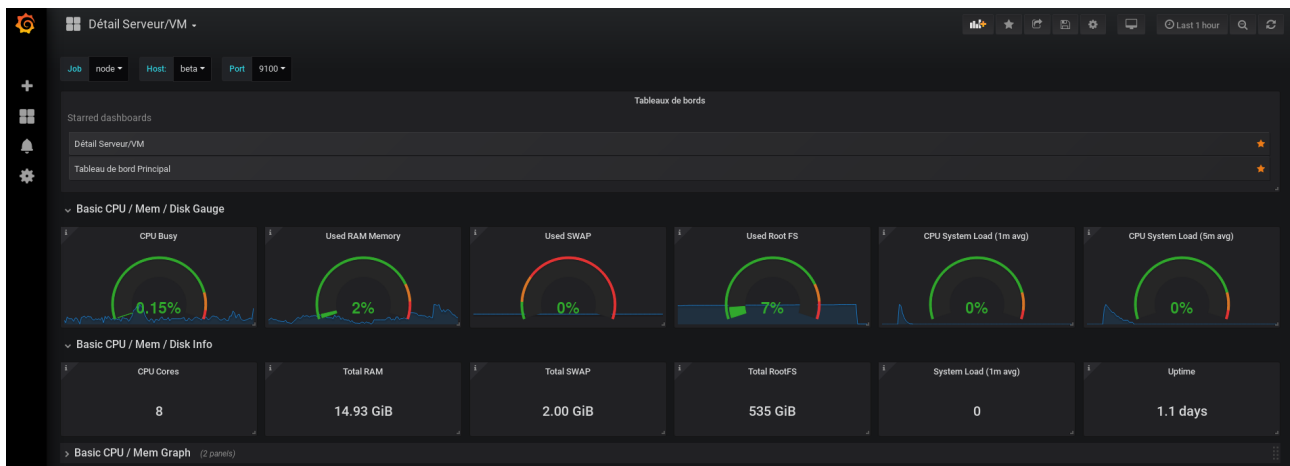 Détail Serveur/VM
Last 1 hour
Job node Host: beta Port 9100
Tableaux de bords
Starred dashboards
Détail Serveur/VM
Tableau de bord Principal
Basic CPU / Mem / Disk Gauge
CPU Busy
0.15%
Used RAM Memory
2%
Used SWAP
0%
Used Root FS
7%
CPU System Load (1m avg)
0%
CPU System Load (5m avg)
0%
Basic CPU / Mem / Disk Info
CPU Cores
8
Total RAM
14.93 GiB
Total SWAP
2.00 GiB
Total RootFS
535 GiB
System Load (1m avg)
0
Uptime
1.1 days
Basic CPU / Mem Graph (2 panels)